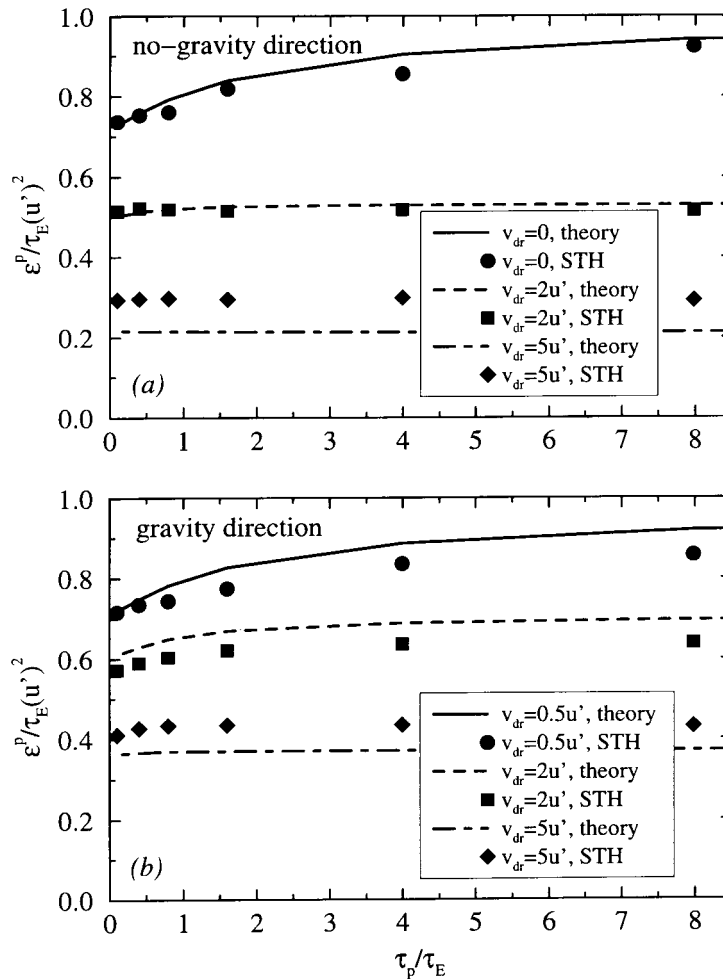 1.0
no-gravity direction
0.8
0.6
ε^p/τ_E(u')^2
0.4
0.2
(a)
0.0
v_dr=0, theory
v_dr=0, STH
v_dr=2u', theory
v_dr=2u', STH
v_dr=5u', theory
v_dr=5u', STH
0 1 2 3 4 5 6 7 8
1.0
gravity direction
0.8
0.6
ε^p/τ_E(u')^2
0.4
0.2
(b)
0.0
v_dr=0.5u', theory
v_dr=0.5u', STH
v_dr=2u', theory
v_dr=2u', STH
v_dr=5u', theory
v_dr=5u', STH
0 1 2 3 4 5 6 7 8
τ_p/τ_E